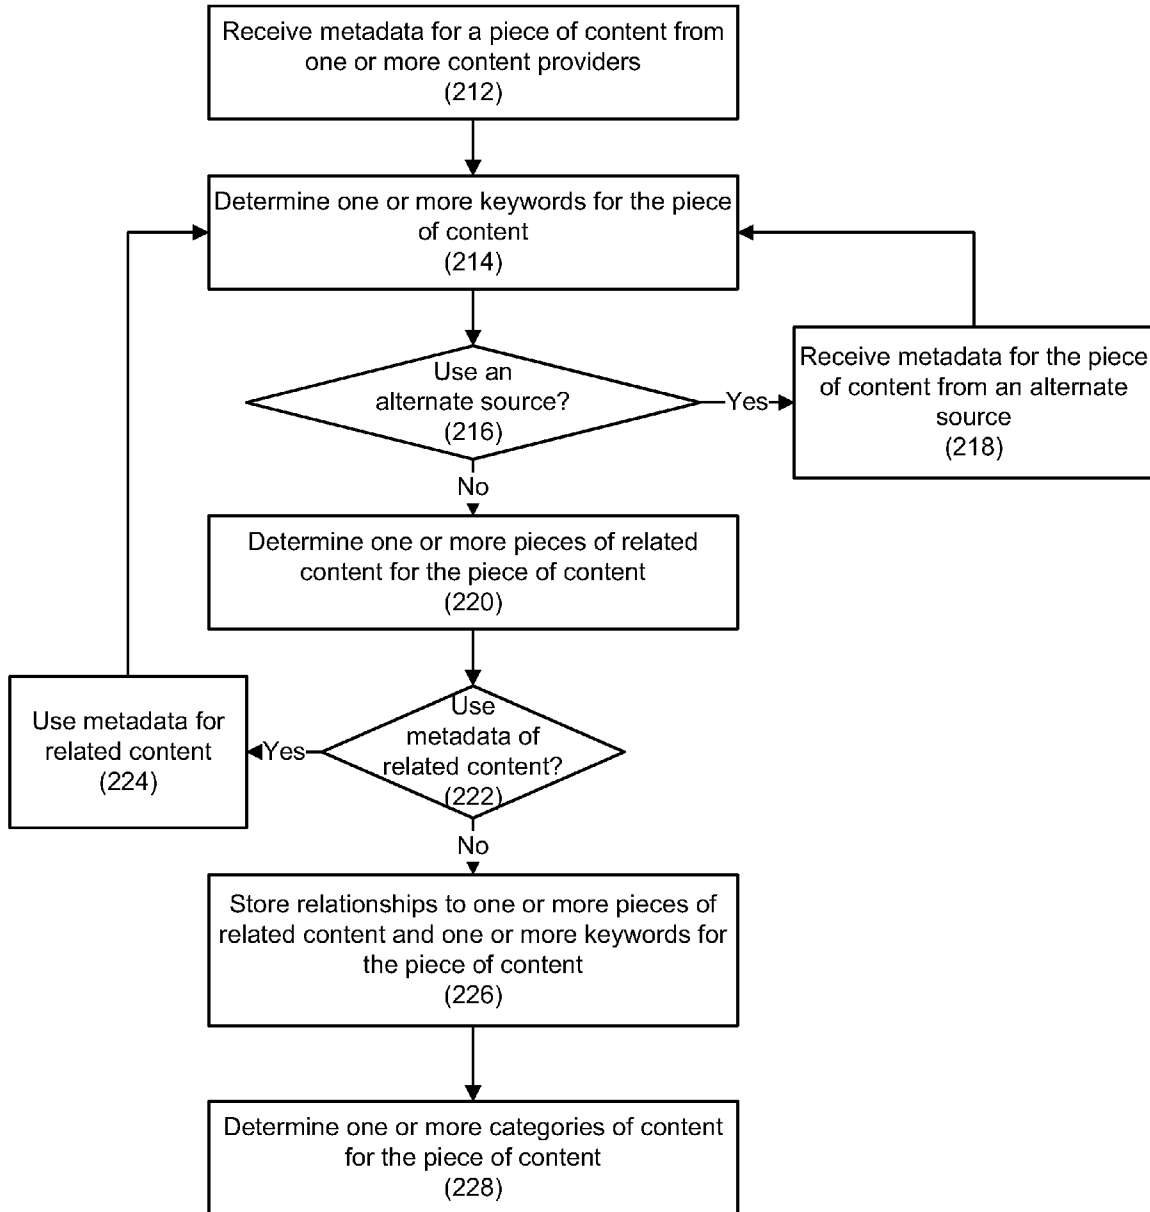 Receive metadata for a piece of content from
one or more content providers
(212)
Determine one or more keywords for the piece
of content
(214)
Use an
alternate source?
(216)
Yes
Receive metadata for the piece
of content from an alternate
source
(218)
No
Determine one or more pieces of related
content for the piece of content
(220)
Use
metadata of
related content?
(222)
Yes
Use metadata for
related content
(224)
No
Store relationships to one or more pieces of
related content and one or more keywords for
the piece of content
(226)
Determine one or more categories of content
for the piece of content
(228)